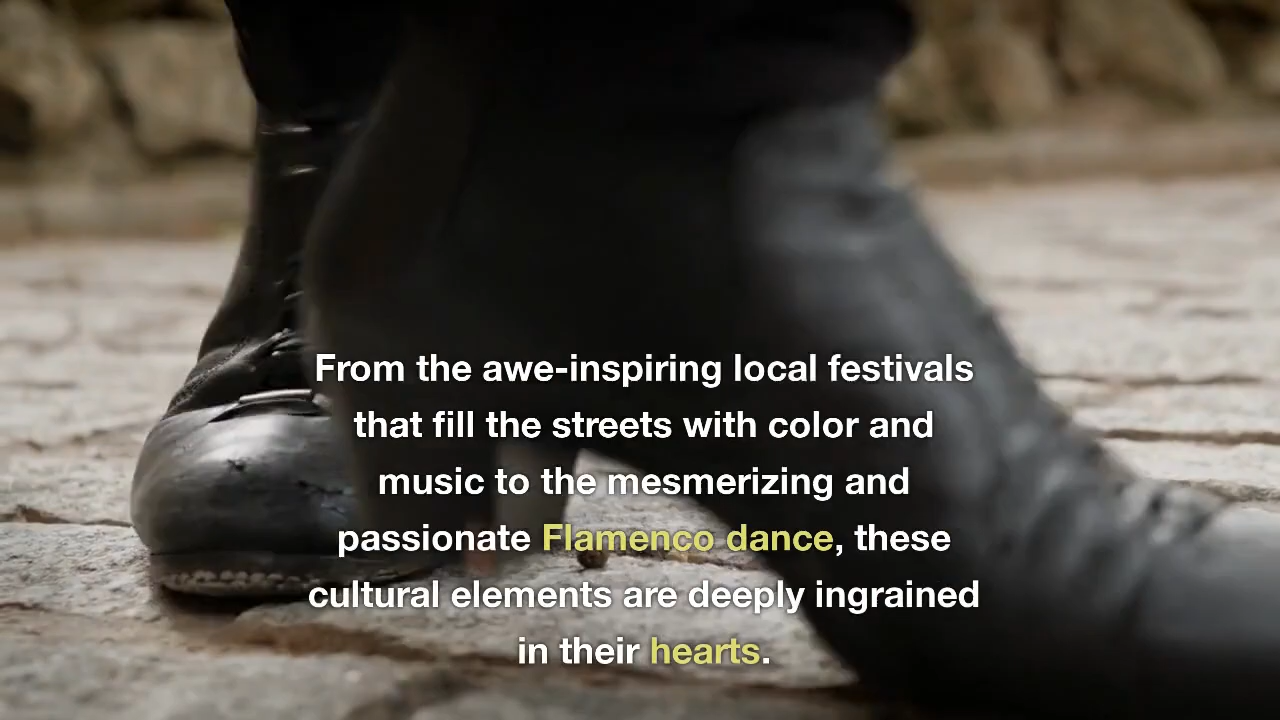 From the awe-inspiring local festivals
that fill the streets with color and
music to the mesmerizing and
passionate Flamenco dance, these
cultural elements are deeply ingrained
in their hearts.